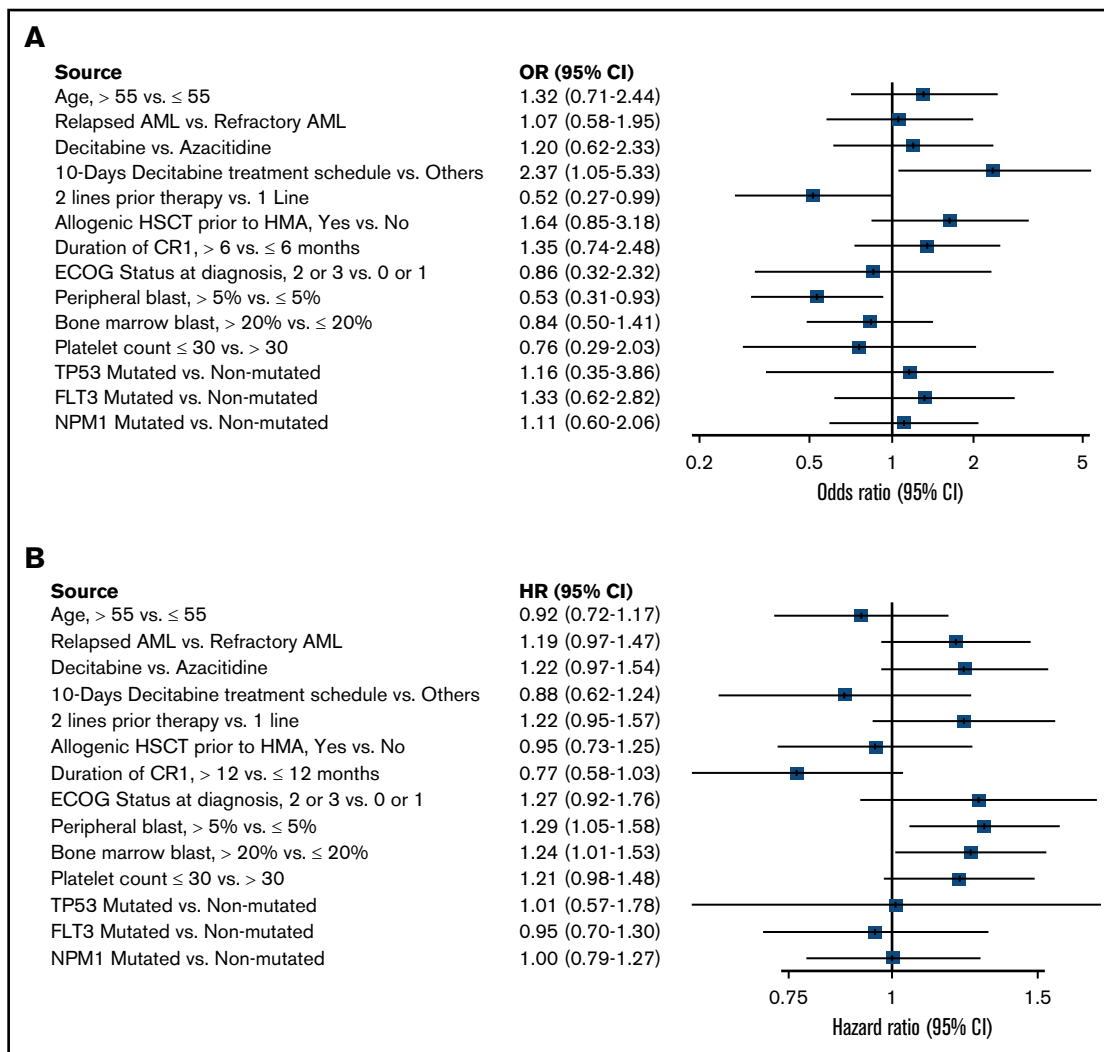 A
Source OR (95% CI)
Age, > 55 vs. ≤ 55 1.32 (0.71-2.44)
Relapsed AML vs. Refractory AML 1.07 (0.58-1.95)
Decitabine vs. Azacitidine 1.20 (0.62-2.33)
10-Days Decitabine treatment schedule vs. Others 2.37 (1.05-5.33)
2 lines prior therapy vs. 1 Line 0.52 (0.27-0.99)
Allogenic HSCT prior to HMA, Yes vs. No 1.64 (0.85-3.18)
Duration of CR1, > 6 vs. ≤ 6 months 1.35 (0.74-2.48)
ECOG Status at diagnosis, 2 or 3 vs. 0 or 1 0.86 (0.32-2.32)
Peripheral blast, > 5% vs. ≤ 5% 0.53 (0.31-0.93)
Bone marrow blast, > 20% vs. ≤ 20% 0.84 (0.50-1.41)
Platelet count ≤ 30 vs. > 30 0.76 (0.29-2.03)
TP53 Mutated vs. Non-mutated 1.16 (0.35-3.86)
FLT3 Mutated vs. Non-mutated 1.33 (0.62-2.82)
NPM1 Mutated vs. Non-mutated 1.11 (0.60-2.06)
0.2 0.5 1 2 5
Odds ratio (95% CI)
B
Source HR (95% CI)
Age, > 55 vs. ≤ 55 0.92 (0.72-1.17)
Relapsed AML vs. Refractory AML 1.19 (0.97-1.47)
Decitabine vs. Azacitidine 1.22 (0.97-1.54)
10-Days Decitabine treatment schedule vs. Others 0.88 (0.62-1.24)
2 lines prior therapy vs. 1 line 1.22 (0.95-1.57)
Allogenic HSCT prior to HMA, Yes vs. No 0.95 (0.73-1.25)
Duration of CR1, > 12 vs. ≤ 12 months 0.77 (0.58-1.03)
ECOG Status at diagnosis, 2 or 3 vs. 0 or 1 1.27 (0.92-1.76)
Peripheral blast, > 5% vs. ≤ 5% 1.29 (1.05-1.58)
Bone marrow blast, > 20% vs. ≤ 20% 1.24 (1.01-1.53)
Platelet count ≤ 30 vs. > 30 1.21 (0.98-1.48)
TP53 Mutated vs. Non-mutated 1.01 (0.57-1.78)
FLT3 Mutated vs. Non-mutated 0.95 (0.70-1.30)
NPM1 Mutated vs. Non-mutated 1.00 (0.79-1.27)
0.75 1 1.5
Hazard ratio (95% CI)